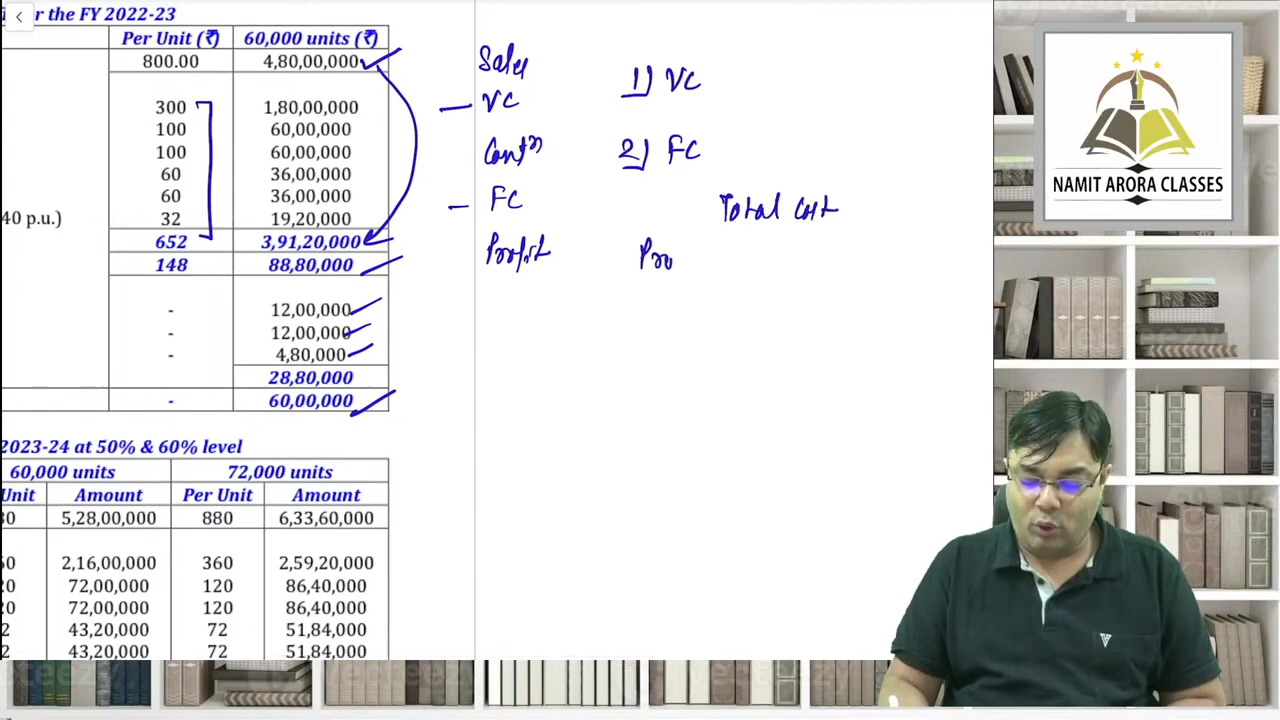 r the FY 2022-23
Per Unit (₹) 60,000 units (₹)
800.00 4,80,00,000
300 1,80,00,000
100 60,00,000
100 60,00,000
60 36,00,000
60 36,00,000
40 p.u.) 32 19,20,000
652 3,91,20,000
148 88,80,000
- 12,00,000
- 12,00,000
- 4,80,000
28,80,000
- 60,00,000
2023-24 at 50% & 60% level
60,000 units 72,000 units
Unit Amount Per Unit Amount
80 5,28,00,000 880 6,33,60,000
60 2,16,00,000 360 2,59,20,000
20 72,00,000 120 86,40,000
20 72,00,000 120 86,40,000
2 43,20,000 72 51,84,000
2 43,20,000 72 51,84,000
Sales
— VC
Contn
— FC
Profit
1) VC
2) FC
Total Cost
Pro
NAMIT ARORA CLASSES